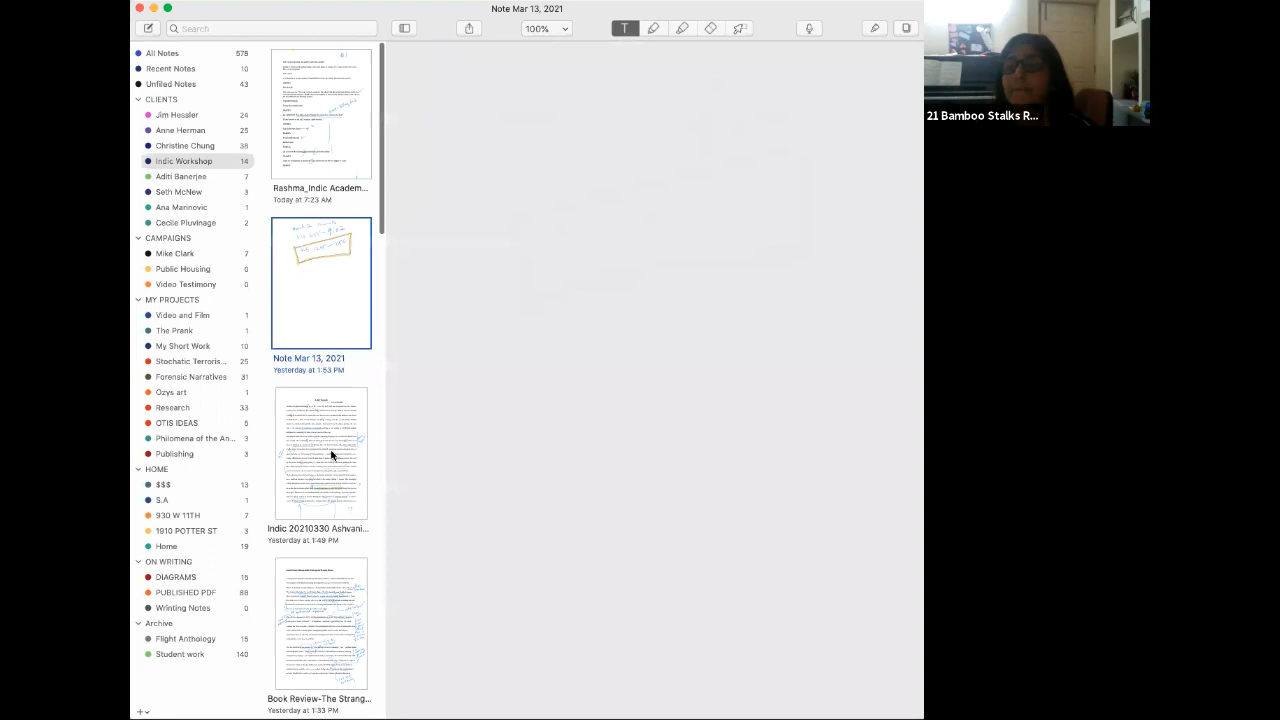 Note Mar 13, 2021
Search
100%
T
21 Bamboo Stalks R...
All Notes 578
Recent Notes 10
Unfiled Notes 43
CLIENTS
Jim Hessler 24
Anne Herman 25
Christine Chung 38
Indic Workshop 14
Aditi Banerjee 7
Seth McNew 3
Ana Marinovic 1
Cecile Pluvinage 2
CAMPAIGNS
Mike Clark 7
Public Housing 0
Video Testimony 0
MY PROJECTS
Video and Film 1
The Prank 1
My Short Work 10
Stochatic Terroris... 25
Forensic Narratives 31
Ozys art 1
Research 33
OTIS IDEAS 5
Philomena of the An... 3
Publishing 3
HOME
$$$ 13
S.A 1
930 W 11TH 7
1910 POTTER ST 3
Home 19
ON WRITING
DIAGRAMS 15
PUBLISHED PDF 88
Wrinting Notes 0
Archive
Flight Anthology 15
Student work 140
Rashma_Indic Academ...
Today at 7:23 AM
Note Mar 13, 2021
Yesterday at 1:53 PM
Indic 20210330 Ashvani...
Yesterday at 1:49 PM
Book Review-The Strang...
Yesterday at 1:33 PM